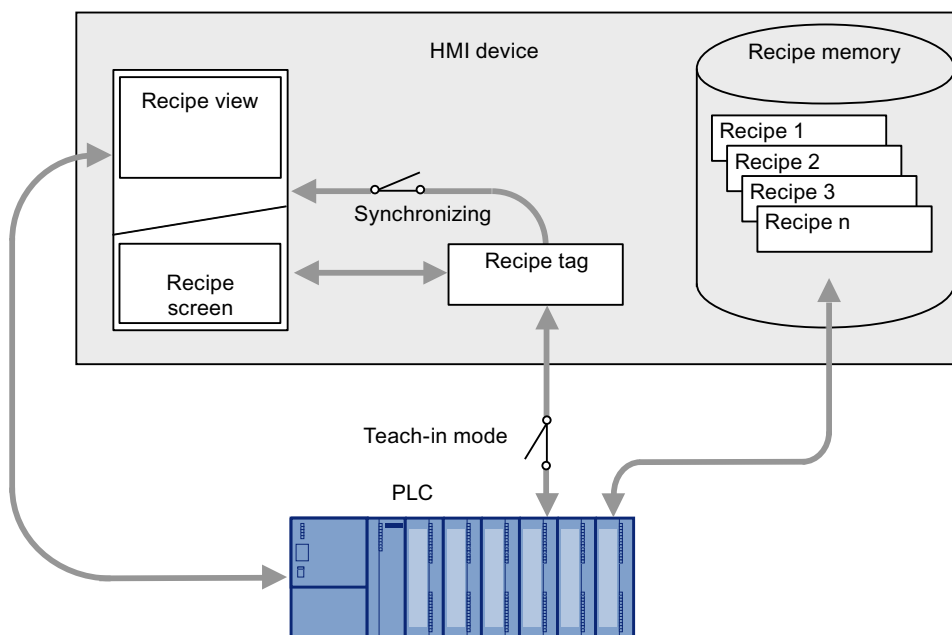 HMI device
Recipe memory
Recipe view
Recipe 1
Recipe 2
Recipe 3
Recipe n
Synchronizing
Recipe tag
Recipe
screen
Teach-in mode
PLC